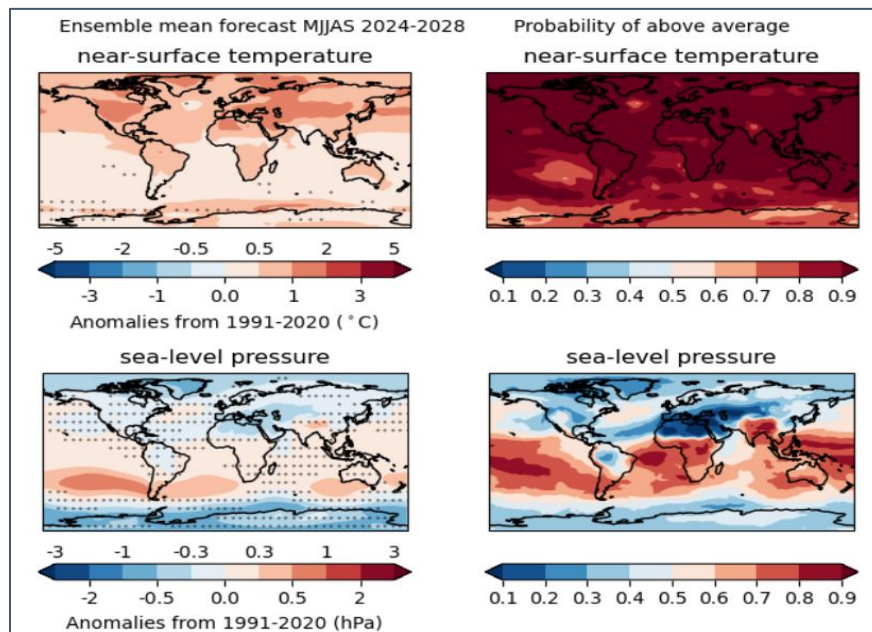 Ensemble mean forecast MJJAS 2024-2028 Probability of above average
near-surface temperature near-surface temperature
-5 -2 -0.5 0.5 2 5
-3 -1 0.0 1 3 0.1 0.2 0.3 0.4 0.5 0.6 0.7 0.8 0.9
Anomalies from 1991-2020 (°C)
sea-level pressure sea-level pressure
-3 -1 -0.3 0.3 1 3
-2 -0.5 0.0 0.5 2 0.1 0.2 0.3 0.4 0.5 0.6 0.7 0.8 0.9
Anomalies from 1991-2020 (hPa)